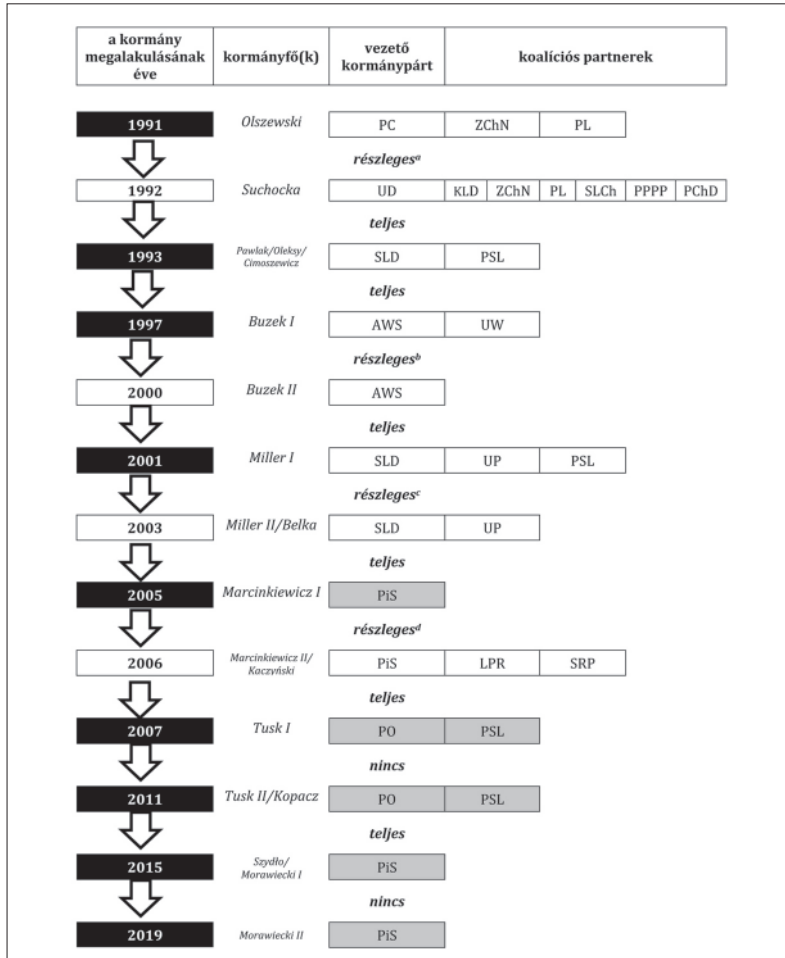 a kormány megalakulásának éve kormányfő(k) vezető kormánypárt koalíciós partnerek
1991 Olszewski PC ZChN PL
részlegesᵃ
1992 Suchocka UD KLD ZChN PL SLCh PPPP PChD
teljes
1993 Pawlak/Oleksy/Cimoszewicz SLD PSL
teljes
1997 Buzek I AWS UW
részlegesᵇ
2000 Buzek II AWS
teljes
2001 Miller I SLD UP PSL
részlegesᶜ
2003 Miller II/Belka SLD UP
teljes
2005 Marcinkiewicz I PiS
részlegesᵈ
2006 Marcinkiewicz II/Kaczyński PiS LPR SRP
teljes
2007 Tusk I PO PSL
nincs
2011 Tusk II/Kopacz PO PSL
teljes
2015 Szydło/Morawiecki I PiS
nincs
2019 Morawiecki II PiS